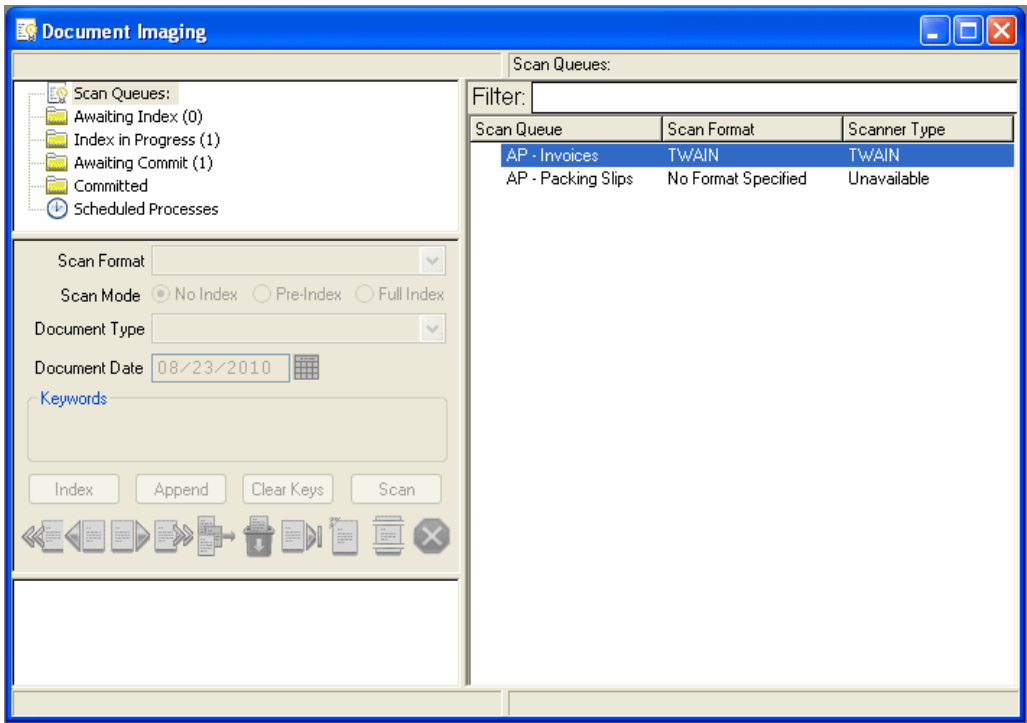 Document Imaging
Scan Queues:
Scan Queues:
Awaiting Index (0)
Index in Progress (1)
Awaiting Commit (1)
Committed
Scheduled Processes
Scan Format
Scan Mode No Index Pre-Index Full Index
Document Type
Document Date 08/23/2010
Keywords
Index Append Clear Keys Scan
Filter:
Scan Queue Scan Format Scanner Type
AP - Invoices TWAIN TWAIN
AP - Packing Slips No Format Specified Unavailable